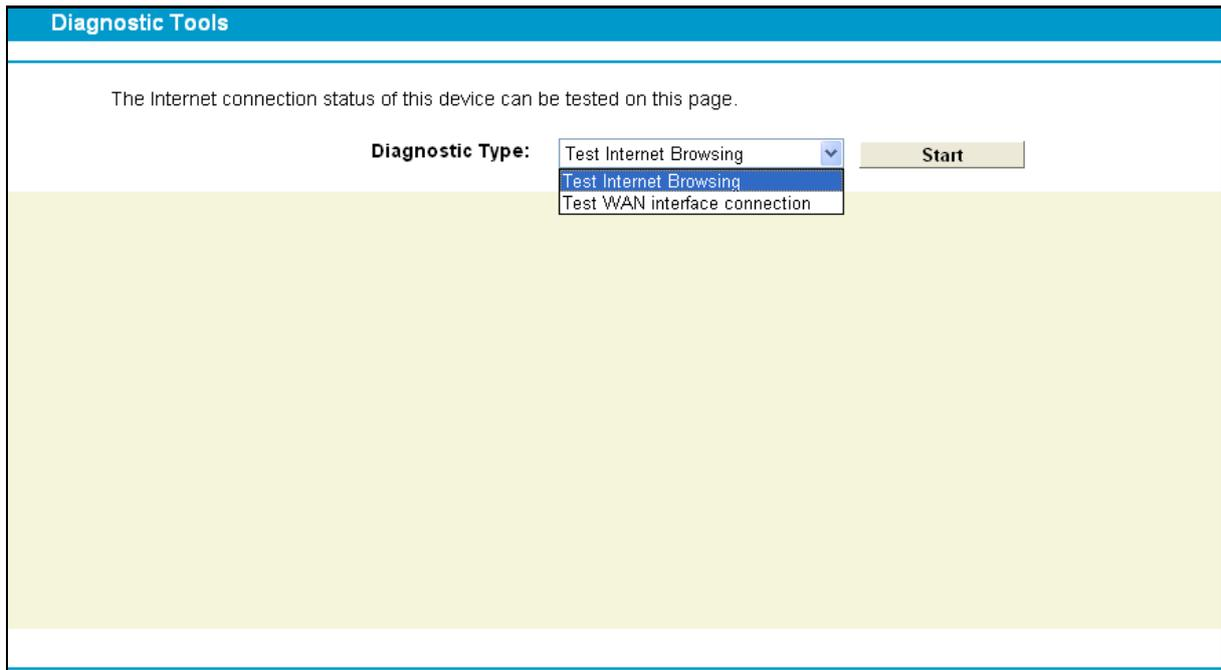 Diagnostic Tools
The Internet connection status of this device can be tested on this page.
Diagnostic Type: Test Internet Browsing Start
Test Internet Browsing
Test WAN interface connection